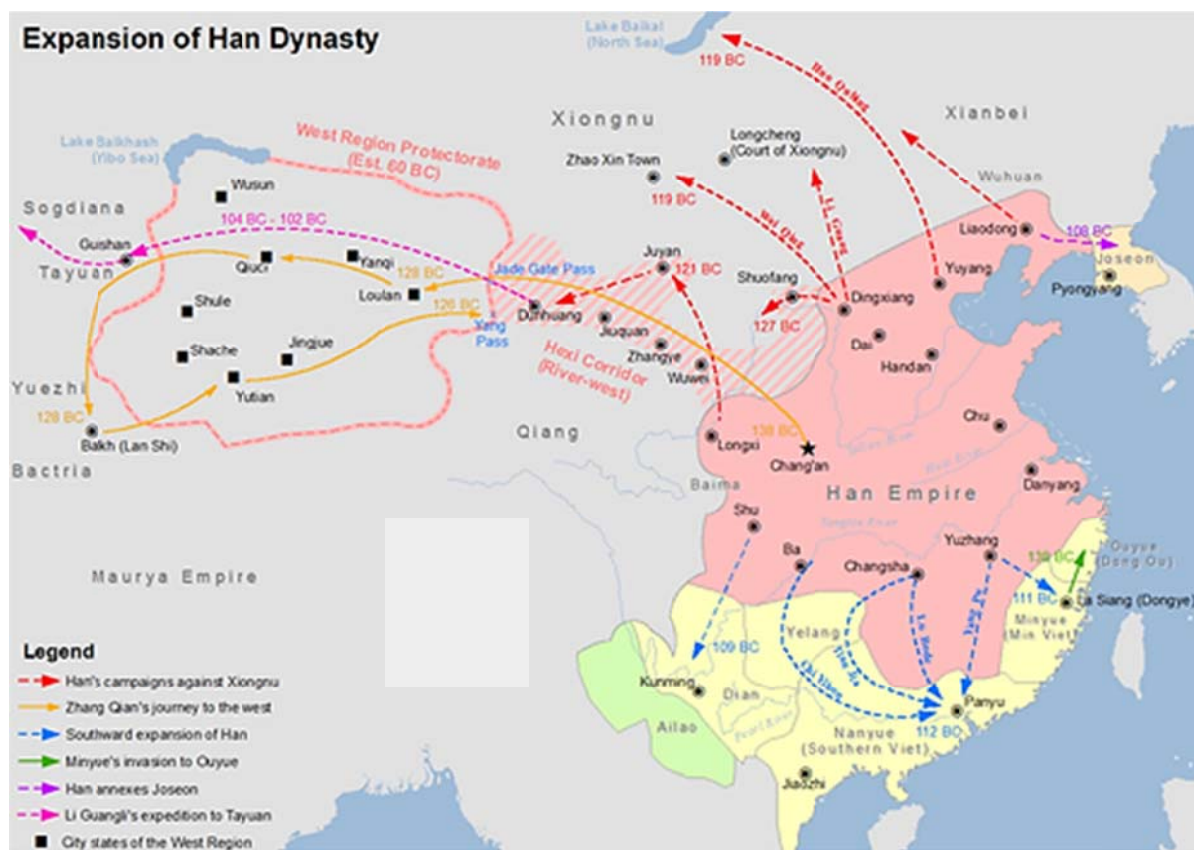 Expansion of Han Dynasty
Lake Baikal
(North Sea)
119 BC
Huo Qubing
Xianbei
Xiongnu
Longcheng
(Court of Xiongnu)
Zhao Xin Town
119 BC
Wei Qing
Li Guang
Wuhuan
Liaodong
108 BC
Joseon
Pyongyang
Yuyang
Lake Balkhash
(Yibo Sea)
West Region Protectorate
(Est. 60 BC)
Wusun
Sogdiana
104 BC - 102 BC
Guishan
Tayuan
Qiuci
Yanqi
128 BC
Loulan
Jade Gate Pass
Juyan
121 BC
Shuofang
Dingxiang
127 BC
Dai
Handan
Shule
126 BC
Yang
Pass
Dunhuang
Jiuquan
Zhangye
Wuwei
Hexi Corridor
(River-west)
Shache
Jingjue
Yutian
Yuezhi
128 BC
Bakh (Lan Shi)
Bactria
Qiang
Longxi
138 BC
Chang'an
Chu
Baima
Han Empire
Danyang
Shu
Ba
Changsha
Yuzhang
138 BC
Ouyue
(Dong Ou)
111 BC
La Siang (Dongye)
Minyue
(Min Viet)
Maurya Empire
Yelang
109 BC
Kunming
Dian
Ailao
Panyu
112 BC
Nanyue
(Southern Viet)
Jiaozhi
Legend
Han's campaigns against Xiongnu
Zhang Qian's journey to the west
Southward expansion of Han
Minyue's invasion to Ouyue
Han annexes Joseon
Li Guangli's expedition to Tayuan
City states of the West Region